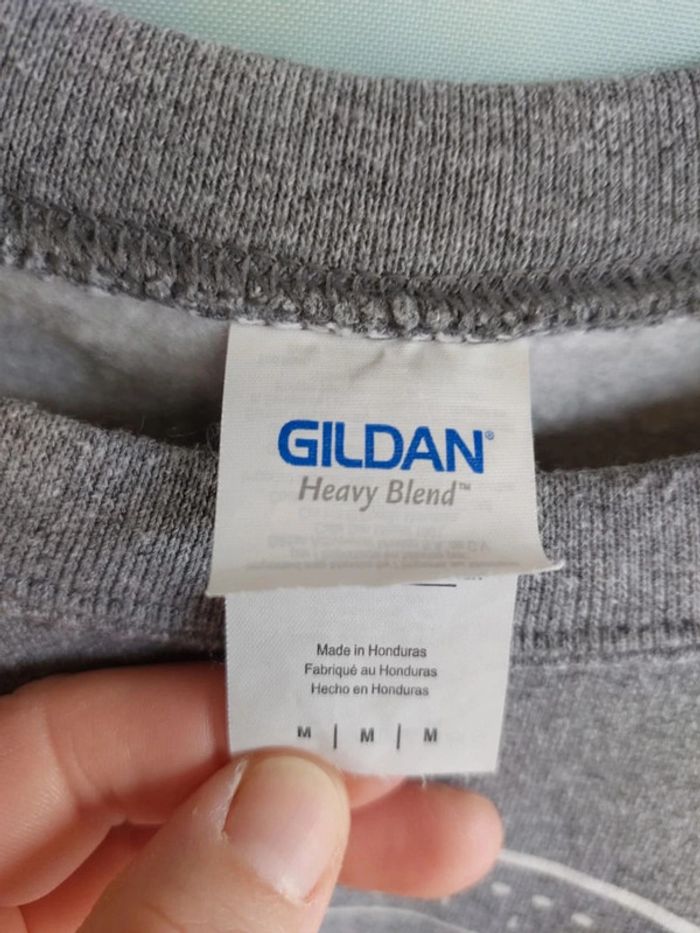 GILDAN®
Heavy Blend™
Made in Honduras
Fabriqué au Honduras
Hecho en Honduras
M | M | M